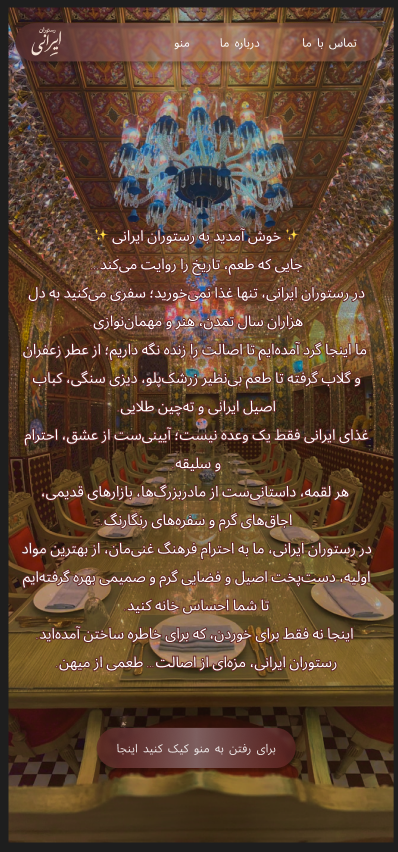 رستوران
ایرانی
تماس با ما
درباره ما
منو
✨ خوش آمدید به رستوران ایرانی ✨
جایی که طعم، تاریخ را روایت می‌کند.
در رستوران ایرانی، تنها غذا نمی‌خورید؛ سفری می‌کنید به دل
هزاران سال تمدن، هنر و مهمان‌نوازی
ما اینجا گرد آمده‌ایم تا اصالت را زنده نگه داریم؛ از عطر زعفران
و گلاب گرفته تا طعم بی‌نظیر زرشک‌پلو، دیزی سنگی، کباب
اصیل ایرانی و ته‌چین طلایی.
غذای ایرانی فقط یک وعده نیست؛ آیینی‌ست از عشق، احترام
و سلیقه
هر لقمه، داستانی‌ست از مادربزرگ‌ها، بازارهای قدیمی،
اجاق‌های گرم و سفره‌های رنگارنگ
در رستوران ایرانی، ما به احترام فرهنگ غنی‌مان، از بهترین مواد
اولیه، دست‌پخت اصیل و فضایی گرم و صمیمی بهره گرفته‌ایم
تا شما احساس خانه کنید
اینجا نه فقط برای خوردن، که برای خاطره ساختن آمده‌اید
رستوران ایرانی، مزه‌ای از اصالت... طعمی از میهن
برای رفتن به منو کیک کنید اینجا